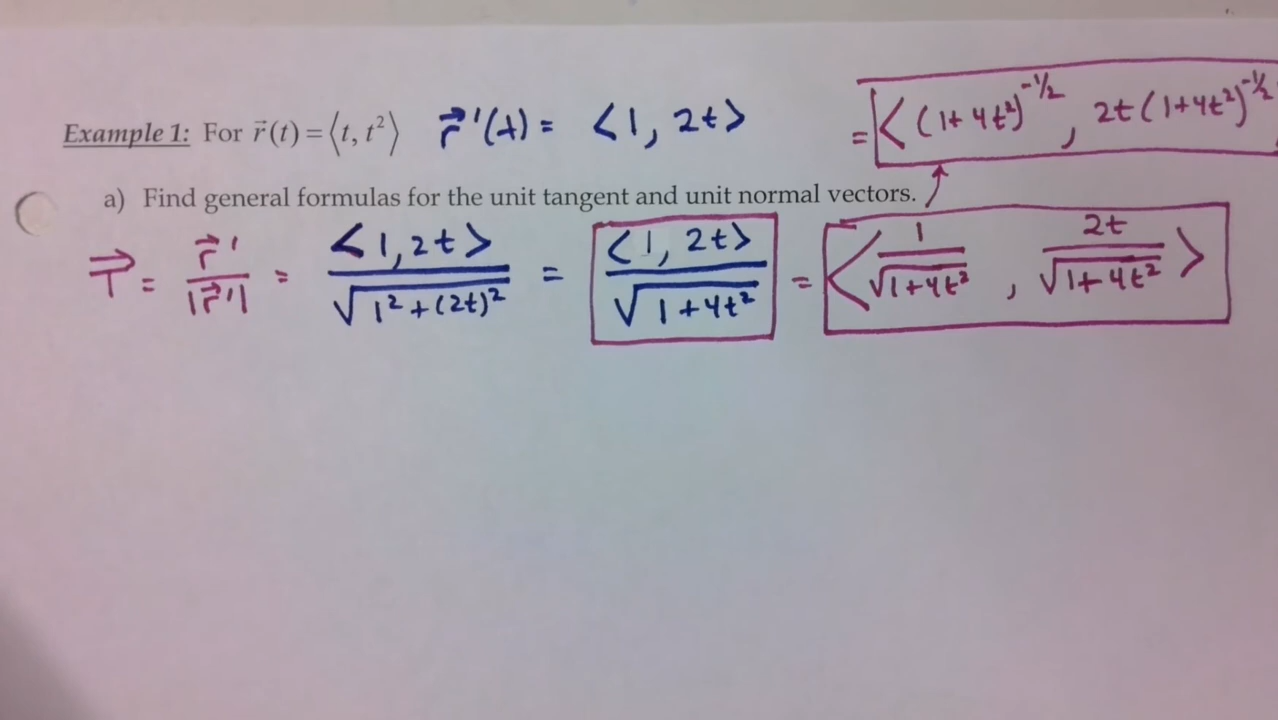 Example 1: For r⃗(t) = ⟨t, t²⟩ r⃗'(t) = <1, 2t>
= <(1+4t²)^-1/2, 2t(1+4t²)^-1/2
a) Find general formulas for the unit tangent and unit normal vectors.
T⃗ = r⃗'/|r⃗'| = <1, 2t>/√(1²+(2t)²) = <1, 2t>/√(1+4t²) = <1/√(1+4t²), 2t/√(1+4t²)>